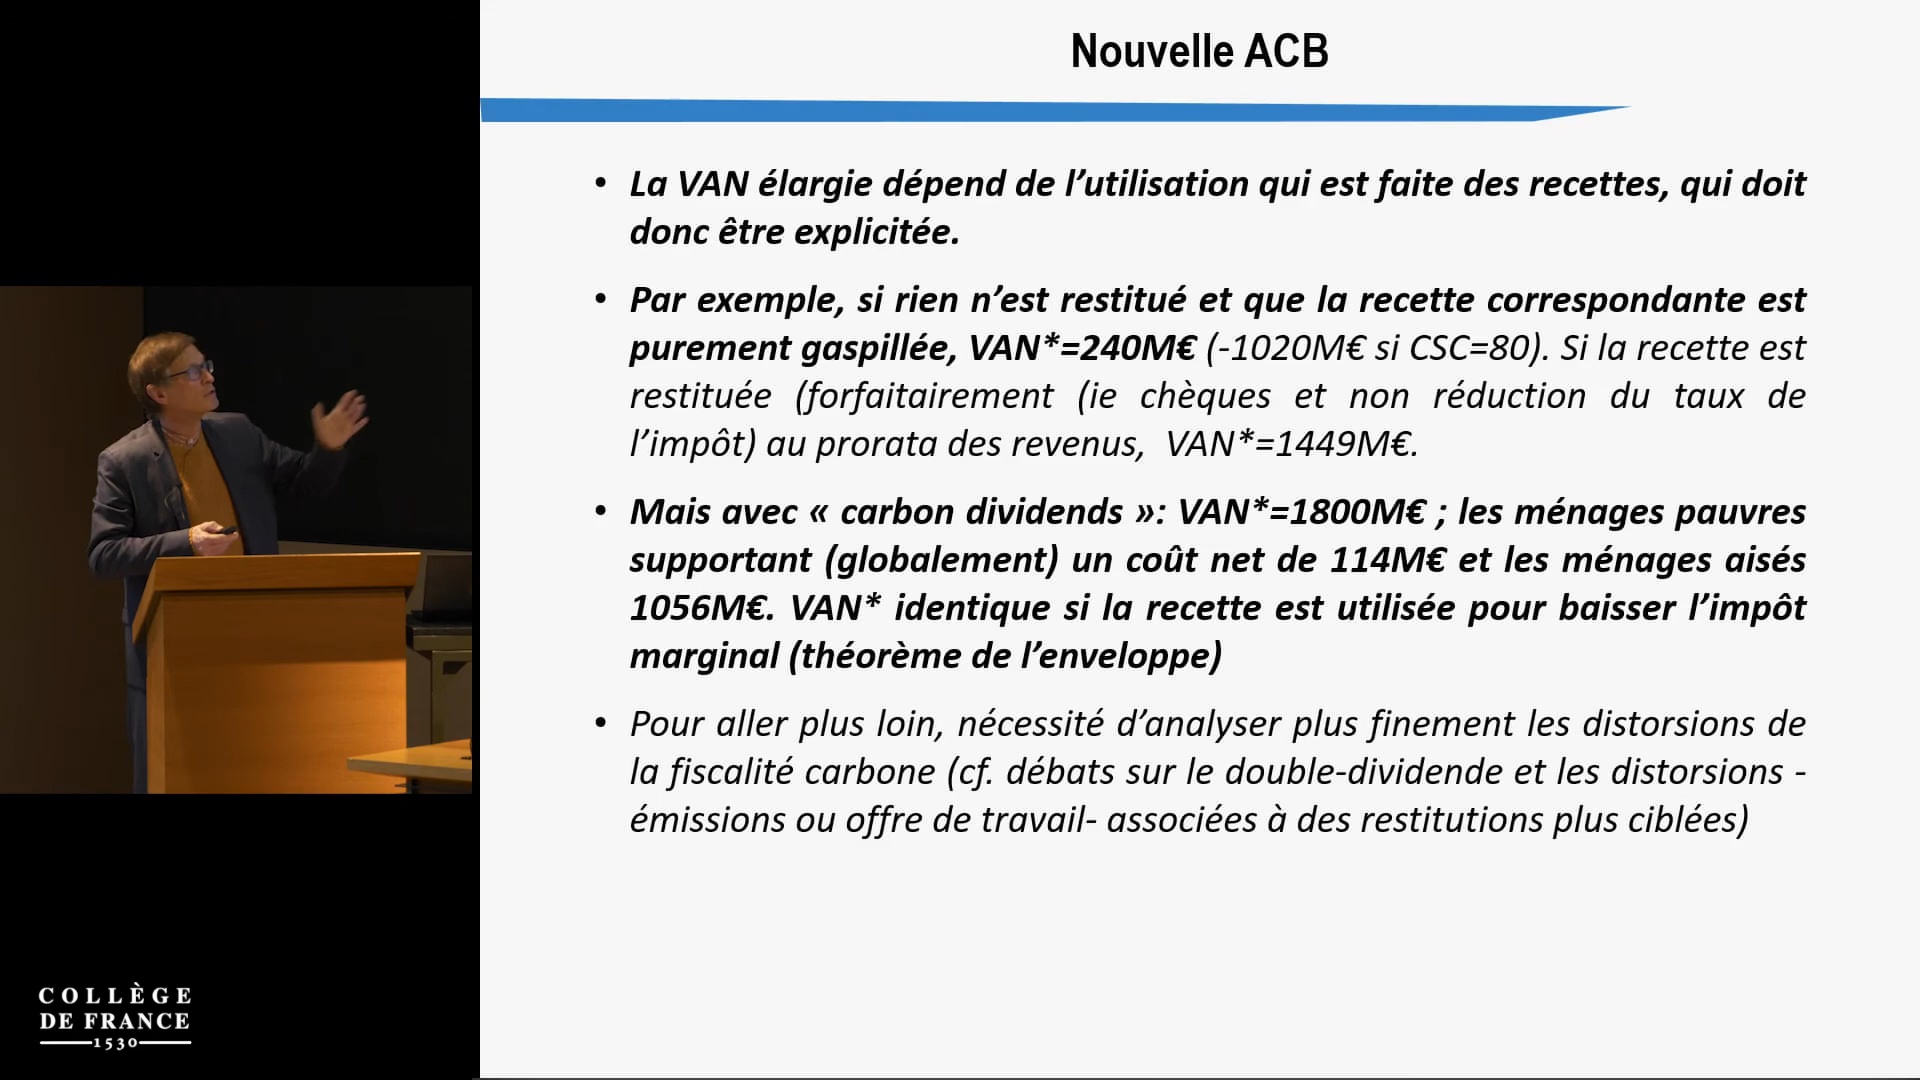 Nouvelle ACB
• La VAN élargie dépend de l’utilisation qui est faite des recettes, qui doit
donc être explicitée.
• Par exemple, si rien n’est restitué et que la recette correspondante est
purement gaspillée, VAN*=240M€ (-1020M€ si CSC=80). Si la recette est
restituée (forfaitairement (ie chèques et non réduction du taux de
l’impôt) au prorata des revenus, VAN*=1449M€.
• Mais avec « carbon dividends »: VAN*=1800M€ ; les ménages pauvres
supportant (globalement) un coût net de 114M€ et les ménages aisés
1056M€. VAN* identique si la recette est utilisée pour baisser l’impôt
marginal (théorème de l’enveloppe)
• Pour aller plus loin, nécessité d’analyser plus finement les distorsions de
la fiscalité carbone (cf. débats sur le double-dividende et les distorsions -
émissions ou offre de travail- associées à des restitutions plus ciblées)
COLLÈGE
DE FRANCE
1530